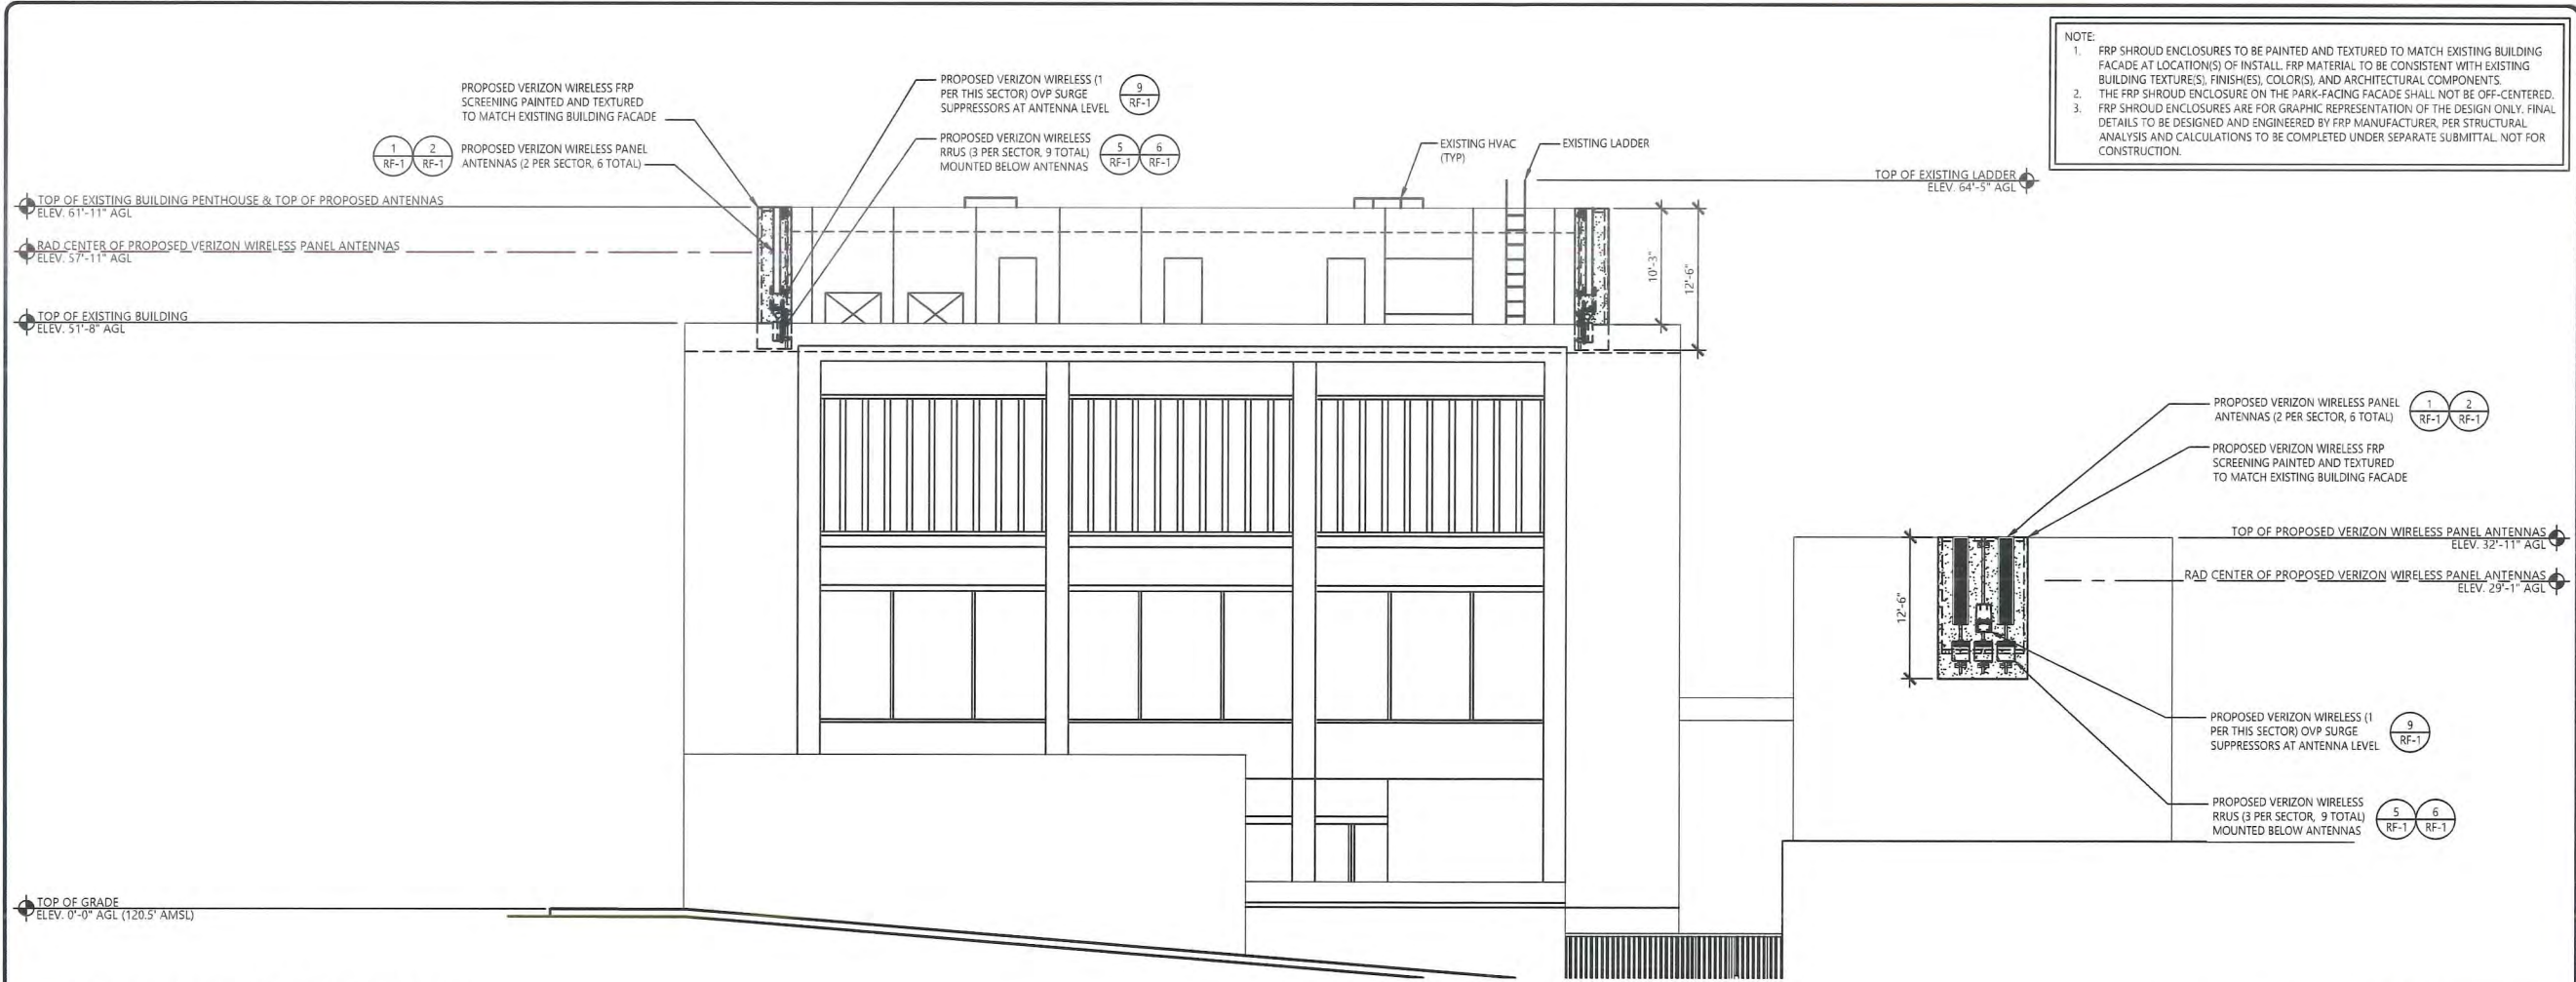 NOTE:
1. FRP SHROUD ENCLOSURES TO BE PAINTED AND TEXTURED TO MATCH EXISTING BUILDING
FACADE AT LOCATION(S) OF INSTALL. FRP MATERIAL TO BE CONSISTENT WITH EXISTING
BUILDING TEXTURE(S), FINISH(ES), COLOR(S), AND ARCHITECTURAL COMPONENTS.
2. THE FRP SHROUD ENCLOSURE ON THE PARK-FACING FACADE SHALL NOT BE OFF-CENTERED.
3. FRP SHROUD ENCLOSURES ARE FOR GRAPHIC REPRESENTATION OF THE DESIGN ONLY. FINAL
DETAILS TO BE DESIGNED AND ENGINEERED BY FRP MANUFACTURER, PER STRUCTURAL
ANALYSIS AND CALCULATIONS TO BE COMPLETED UNDER SEPARATE SUBMITTAL. NOT FOR
CONSTRUCTION.
PROPOSED VERIZON WIRELESS FRP
SCREENING PAINTED AND TEXTURED
TO MATCH EXISTING BUILDING FACADE
1 2
RF-1 RF-1
PROPOSED VERIZON WIRELESS PANEL
ANTENNAS (2 PER SECTOR, 6 TOTAL)
PROPOSED VERIZON WIRELESS (1
PER THIS SECTOR) OVP SURGE
SUPPRESSORS AT ANTENNA LEVEL
9
RF-1
PROPOSED VERIZON WIRELESS
RRUS (3 PER SECTOR, 9 TOTAL)
MOUNTED BELOW ANTENNAS
5 6
RF-1 RF-1
EXISTING HVAC
(TYP)
EXISTING LADDER
TOP OF EXISTING LADDER
ELEV. 64'-5" AGL
TOP OF EXISTING BUILDING PENTHOUSE & TOP OF PROPOSED ANTENNAS
ELEV. 61'-11" AGL
RAD CENTER OF PROPOSED VERIZON WIRELESS PANEL ANTENNAS
ELEV. 57'-11" AGL
TOP OF EXISTING BUILDING
ELEV. 51'-8" AGL
10'-3"
12'-6"
PROPOSED VERIZON WIRELESS PANEL
ANTENNAS (2 PER SECTOR, 6 TOTAL)
1 2
RF-1 RF-1
PROPOSED VERIZON WIRELESS FRP
SCREENING PAINTED AND TEXTURED
TO MATCH EXISTING BUILDING FACADE
TOP OF PROPOSED VERIZON WIRELESS PANEL ANTENNAS
ELEV. 32'-11" AGL
RAD CENTER OF PROPOSED VERIZON WIRELESS PANEL ANTENNAS
ELEV. 29'-1" AGL
12'-6"
PROPOSED VERIZON WIRELESS (1
PER THIS SECTOR) OVP SURGE
SUPPRESSORS AT ANTENNA LEVEL
9
RF-1
PROPOSED VERIZON WIRELESS
RRUS (3 PER SECTOR, 9 TOTAL)
MOUNTED BELOW ANTENNAS
5 6
RF-1 RF-1
TOP OF GRADE
ELEV. 0'-0" AGL (120.5' AMSL)